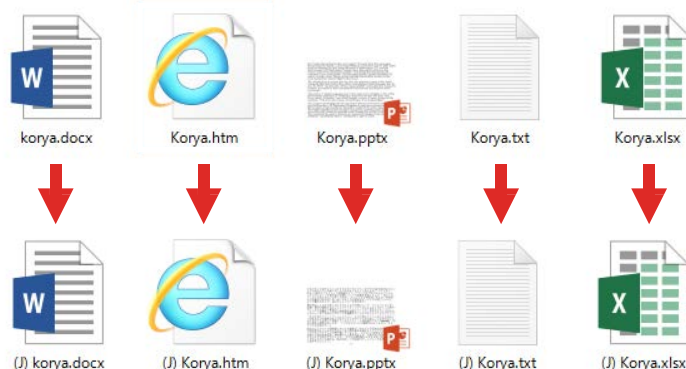 W
e
P
X
korya.docx
Korya.htm
Korya.pptx
Korya.txt
Korya.xlsx
W
e
P
X
(J) korya.docx
(J) Korya.htm
(J) Korya.pptx
(J) Korya.txt
(J) Korya.xlsx